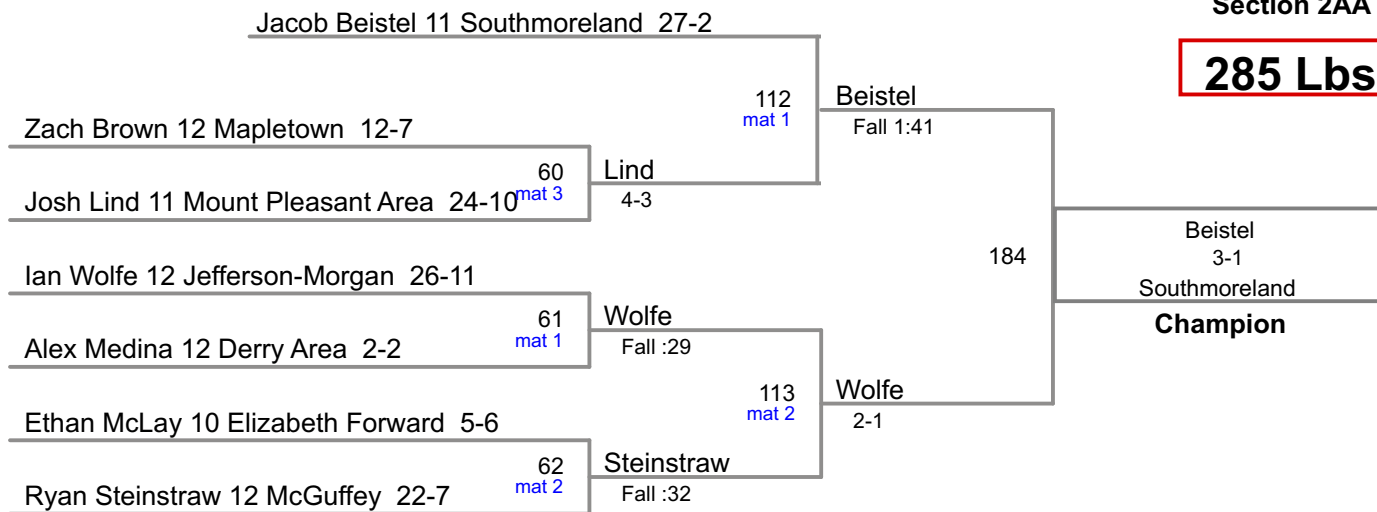 Section 2AA
285 Lbs
Jacob Beistel 11 Southmoreland 27-2
112
mat 1
Beistel
Fall 1:41
Zach Brown 12 Mapletown 12-7
60
mat 3
Lind
4-3
Josh Lind 11 Mount Pleasant Area 24-10
Ian Wolfe 12 Jefferson-Morgan 26-11
61
mat 1
Wolfe
Fall :29
Alex Medina 12 Derry Area 2-2
113
mat 2
Wolfe
2-1
Ethan McLay 10 Elizabeth Forward 5-6
62
mat 2
Steinstraw
Fall :32
Ryan Steinstraw 12 McGuffey 22-7
184
Beistel
3-1
Southmoreland
Champion